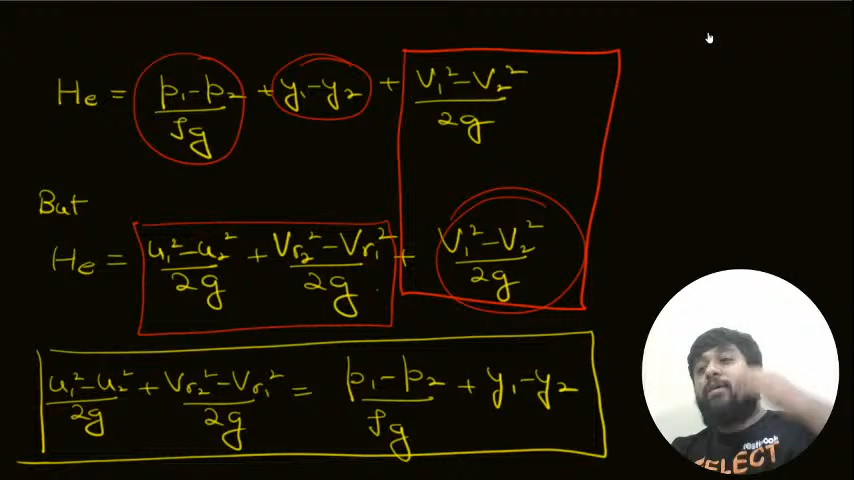 He = (p₁−p₂)/ρg + y₁−y₂ + (V₁²−V₂²)/2g
But
He = (u₁²−u₂²)/2g + (Vr₂²−Vr₁²)/2g + (V₁²−V₂²)/2g
(u₁²−u₂²)/2g + (Vr₂²−Vr₁²)/2g = (p₁−p₂)/ρg + y₁−y₂
SELECT